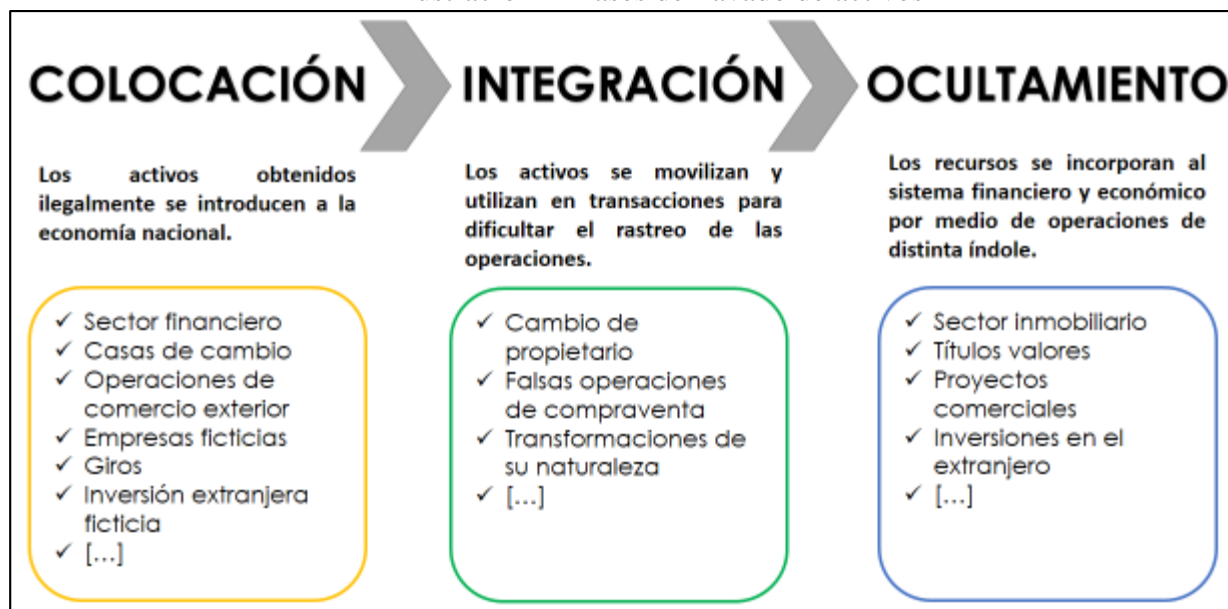 COLOCACIÓN
INTEGRACIÓN
OCULTAMIENTO
Los activos obtenidos
ilegalmente se introducen a la
economía nacional.
Los activos se movilizan y
utilizan en transacciones para
dificultar el rastreo de las
operaciones.
Los recursos se incorporan al
sistema financiero y económico
por medio de operaciones de
distinta índole.
✓ Sector financiero
✓ Casas de cambio
✓ Operaciones de
comercio exterior
✓ Empresas ficticias
✓ Giros
✓ Inversión extranjera
ficticia
✓ [...]
✓ Cambio de
propietario
✓ Falsas operaciones
de compraventa
✓ Transformaciones de
su naturaleza
✓ [...]
✓ Sector inmobiliario
✓ Títulos valores
✓ Proyectos
comerciales
✓ Inversiones en el
extranjero
✓ [...]